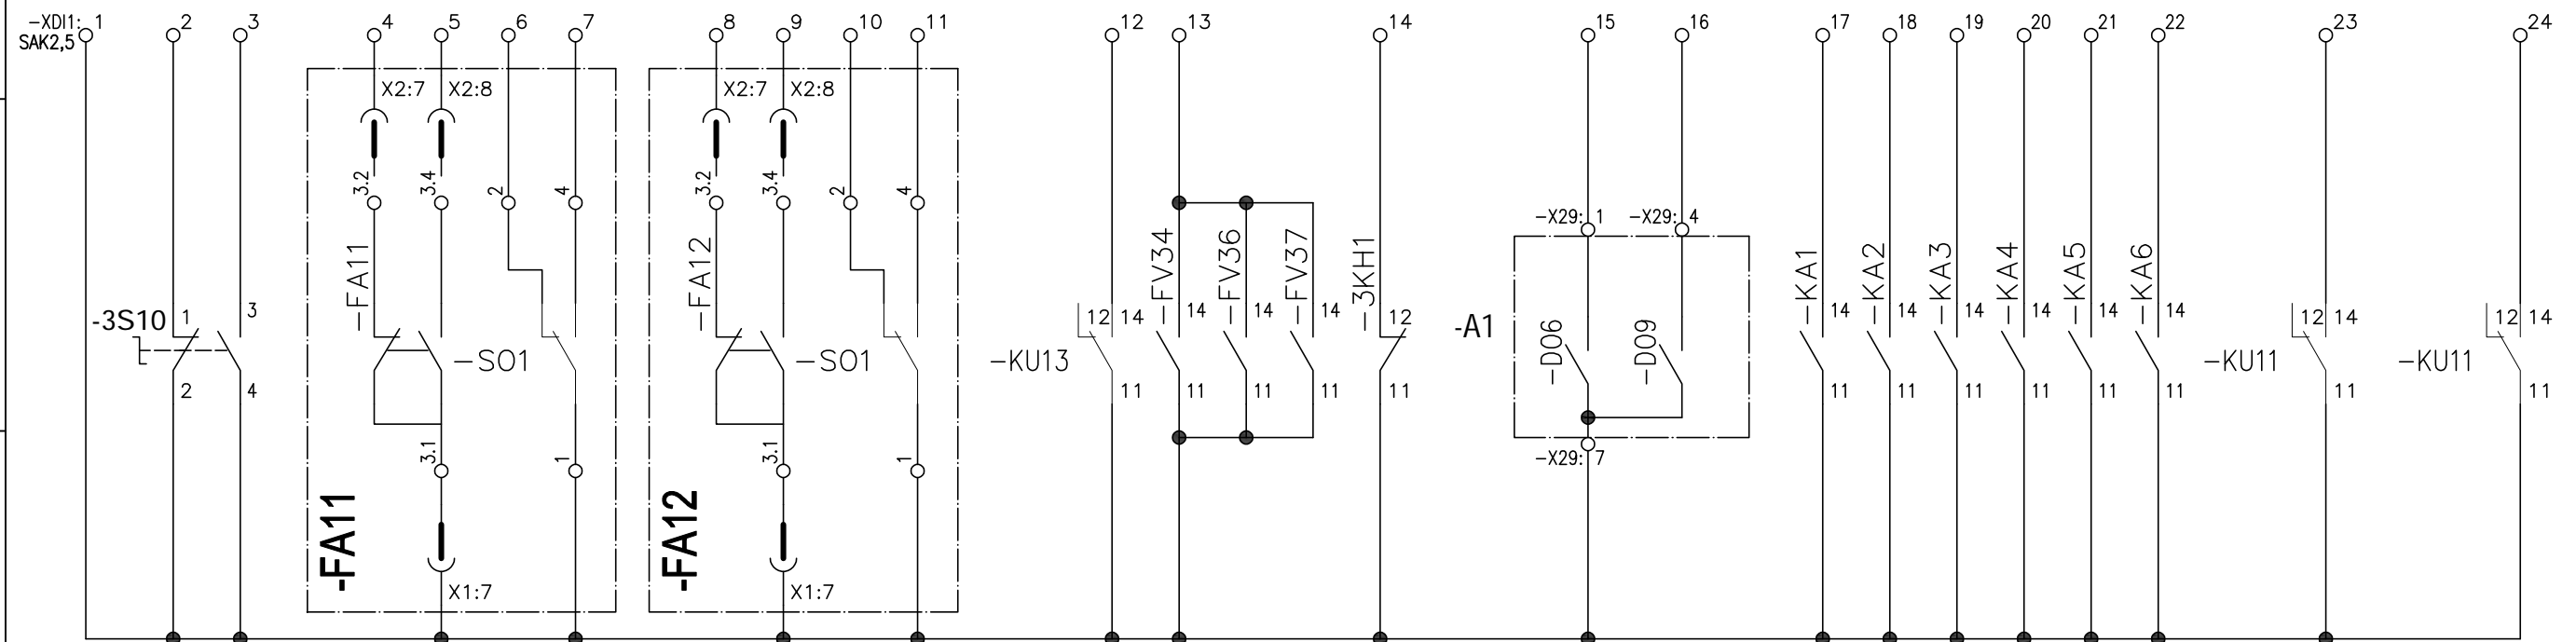 -XDI1: 1 2 3 4 5 6 7 8 9 10 11 12 13 14 15 16 17 18 19 20 21 22 23 24
SAK2,5
X2:7 X2:8 X2:7 X2:8
3.2 3.4 2 4 3.2 3.4 2 4
-X29: 1 -X29: 4
-FA11 -FA12 -FV34 -FV36 -FV37 -3KH1 -KA1 -KA2 -KA3 -KA4 -KA5 -KA6
-3S10 1 3 12 14 14 14 14 12 14 14 14 14 14 14 12 14 12 14
-A1
-SO1 -SO1 -KU13 -D06 -D09 -KU11 -KU11
2 4 11 11 11 11 11 11 11 11 11 11 11 11 11
3.1 1 3.1 1 -X29: 7
-FA11 -FA12
X1:7 X1:7